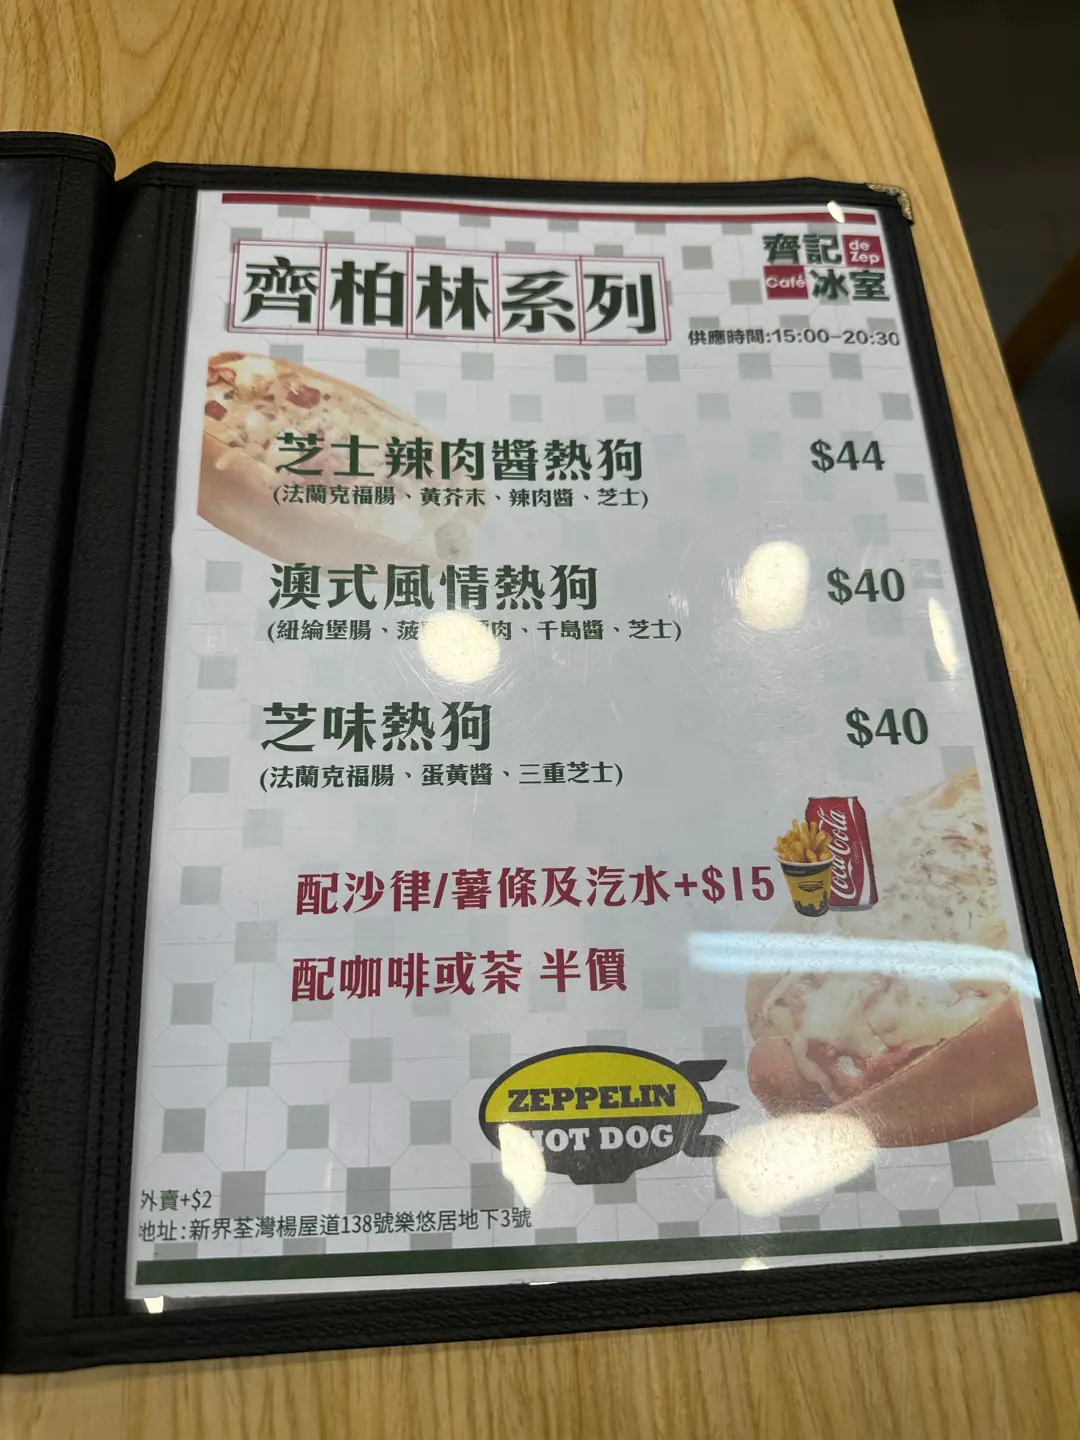 齊柏林系列
齊記 de Zep
Café 冰室
供應時間:15:00-20:30
芝士辣肉醬熱狗 $44
(法蘭克福腸、黃芥末、辣肉醬、芝士)
澳式風情熱狗 $40
(紐綸堡腸、菠 肉、千島醬、芝士)
芝味熱狗 $40
(法蘭克福腸、蛋黃醬、三重芝士)
Coca-Cola
配沙律/薯條及汽水+$15
配咖啡或茶 半價
ZEPPELIN
HOT DOG
外賣+$2
地址:新界荃灣楊屋道138號樂悠居地下3號